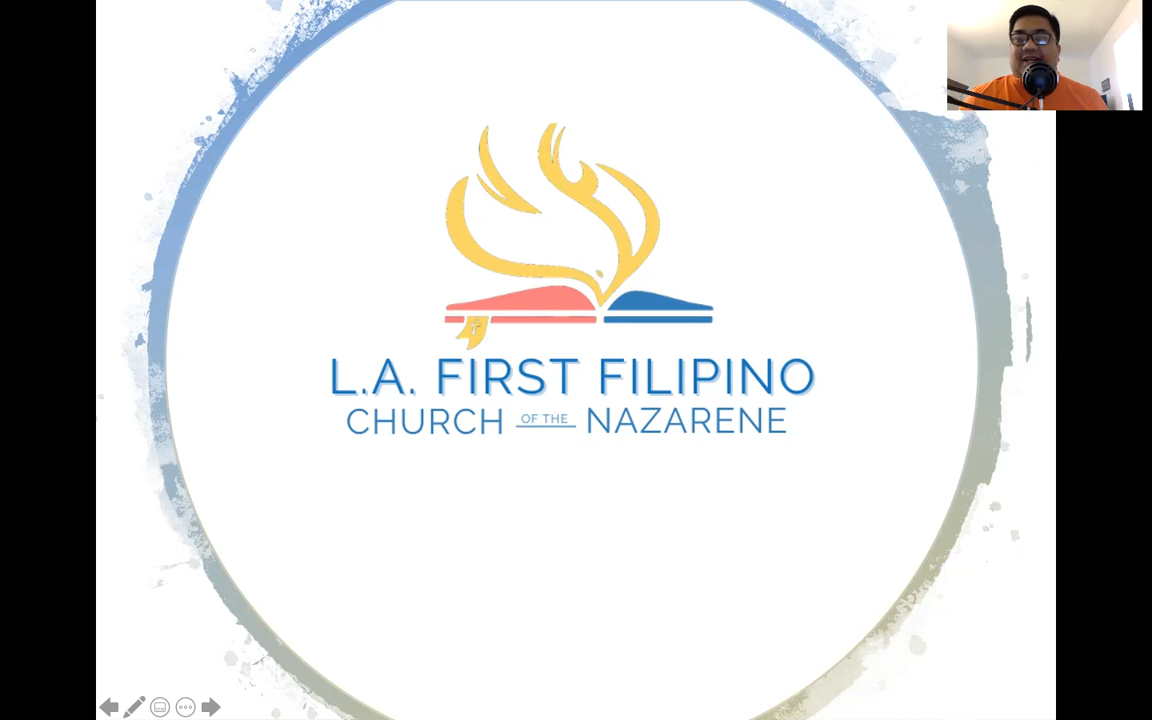 L.A. FIRST FILIPINO
CHURCH OF THE NAZARENE